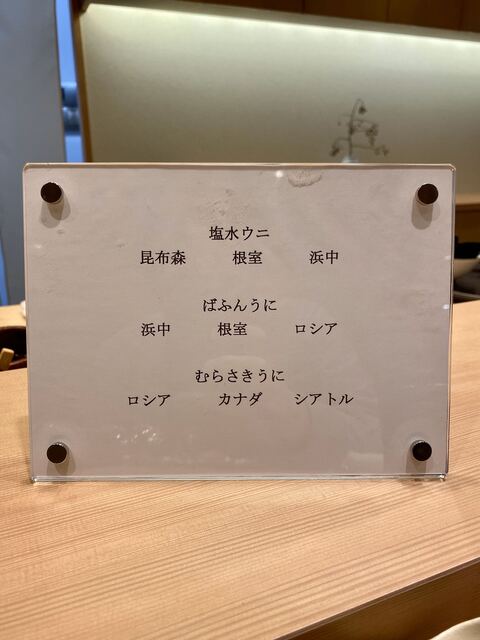 塩水ウニ
昆布森 根室 浜中
ばふんうに
浜中 根室 ロシア
むらさきうに
ロシア カナダ シアトル